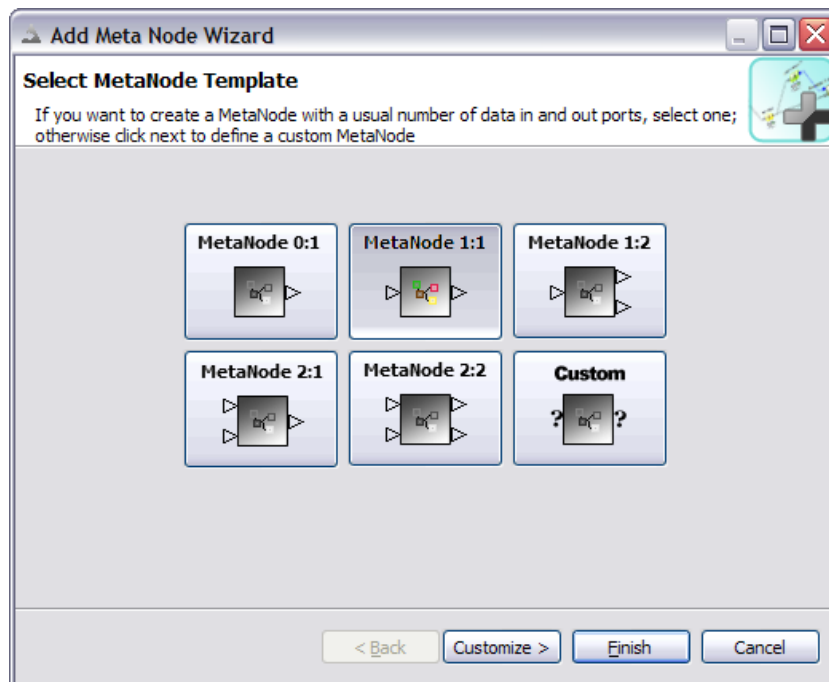 Add Meta Node Wizard
Select MetaNode Template
If you want to create a MetaNode with a usual number of data in and out ports, select one;
otherwise click next to define a custom MetaNode
MetaNode 0:1
MetaNode 1:1
MetaNode 1:2
MetaNode 2:1
MetaNode 2:2
Custom
? ?
< Back
Customize >
Finish
Cancel